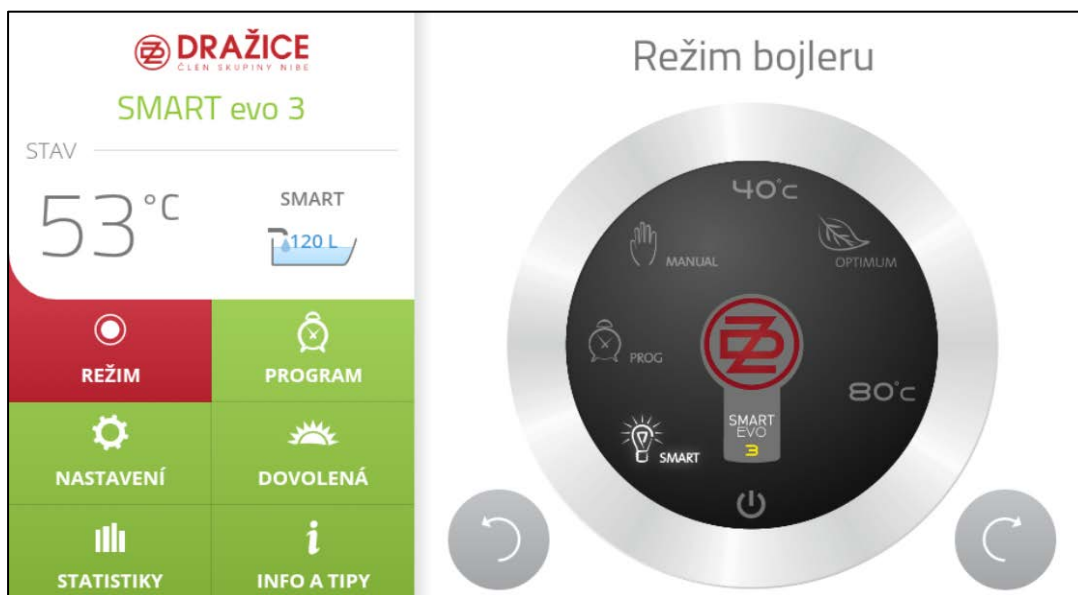 DRAŽICE
ČLEN SKUPINY NIBE
SMART evo 3
STAV
53 °C
SMART
120 L
REŽIM
PROGRAM
NASTAVENÍ
DOVOLENÁ
STATISTIKY
INFO A TIPY
Režim bojleru
40°C
MANUAL
OPTIMUM
PROG
80°C
SMART
SMART
EVO
3